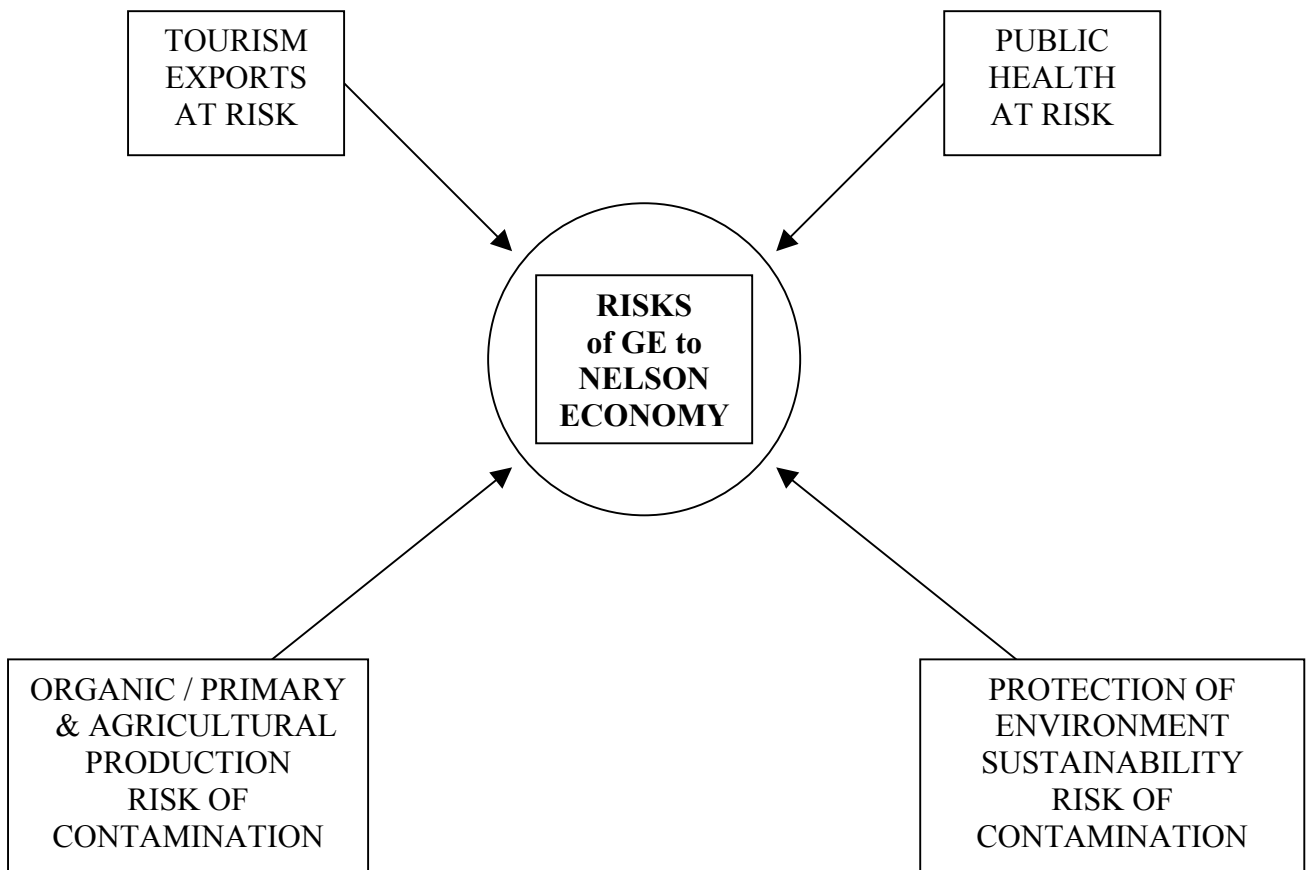 TOURISM
EXPORTS
AT RISK
PUBLIC
HEALTH
AT RISK
RISKS
of GE to
NELSON
ECONOMY
ORGANIC / PRIMARY
& AGRICULTURAL
PRODUCTION
RISK OF
CONTAMINATION
PROTECTION OF
ENVIRONMENT
SUSTAINABILITY
RISK OF
CONTAMINATION